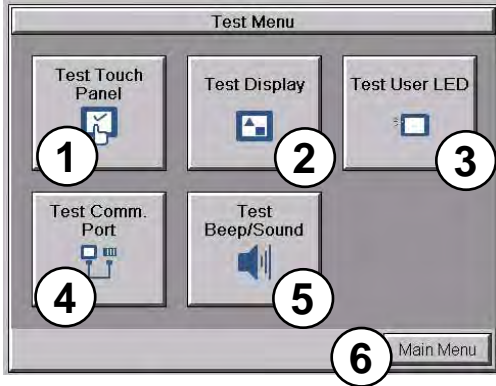 Test Menu
Test Touch
Panel
1
Test Display
2
Test User LED
3
Test Comm.
Port
4
Test
Beep/Sound
5
6
Main Menu